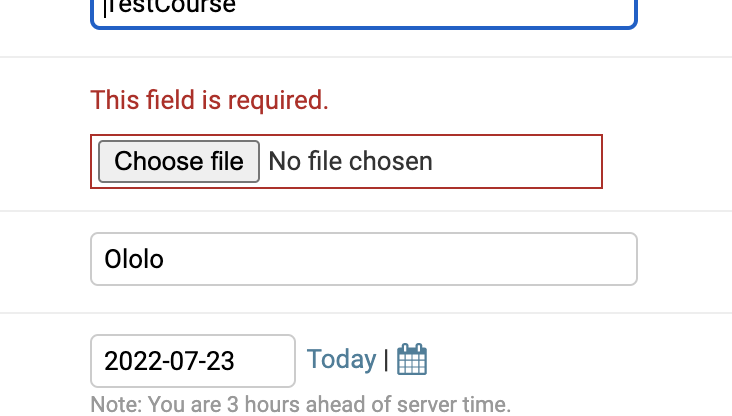 TestCourse
This field is required.
Choose file No file chosen
Ololo
2022-07-23 Today |
Note: You are 3 hours ahead of server time.